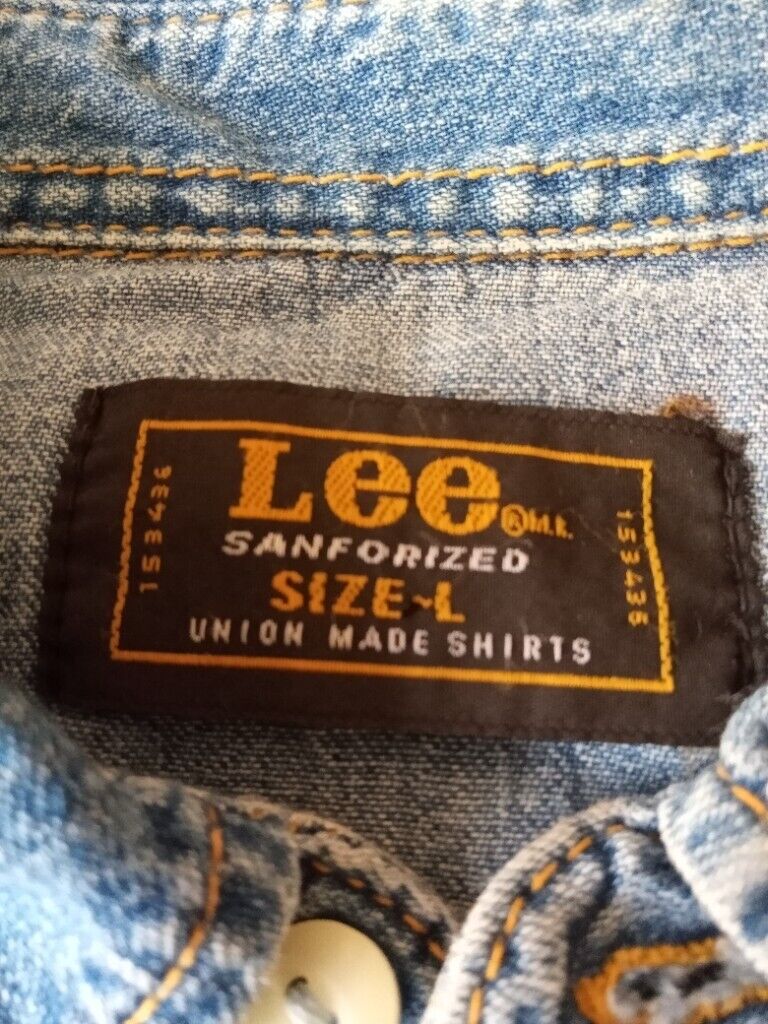 Lee ® M.R.
SANFORIZED
SIZE-L
UNION MADE SHIRTS
153436
153436